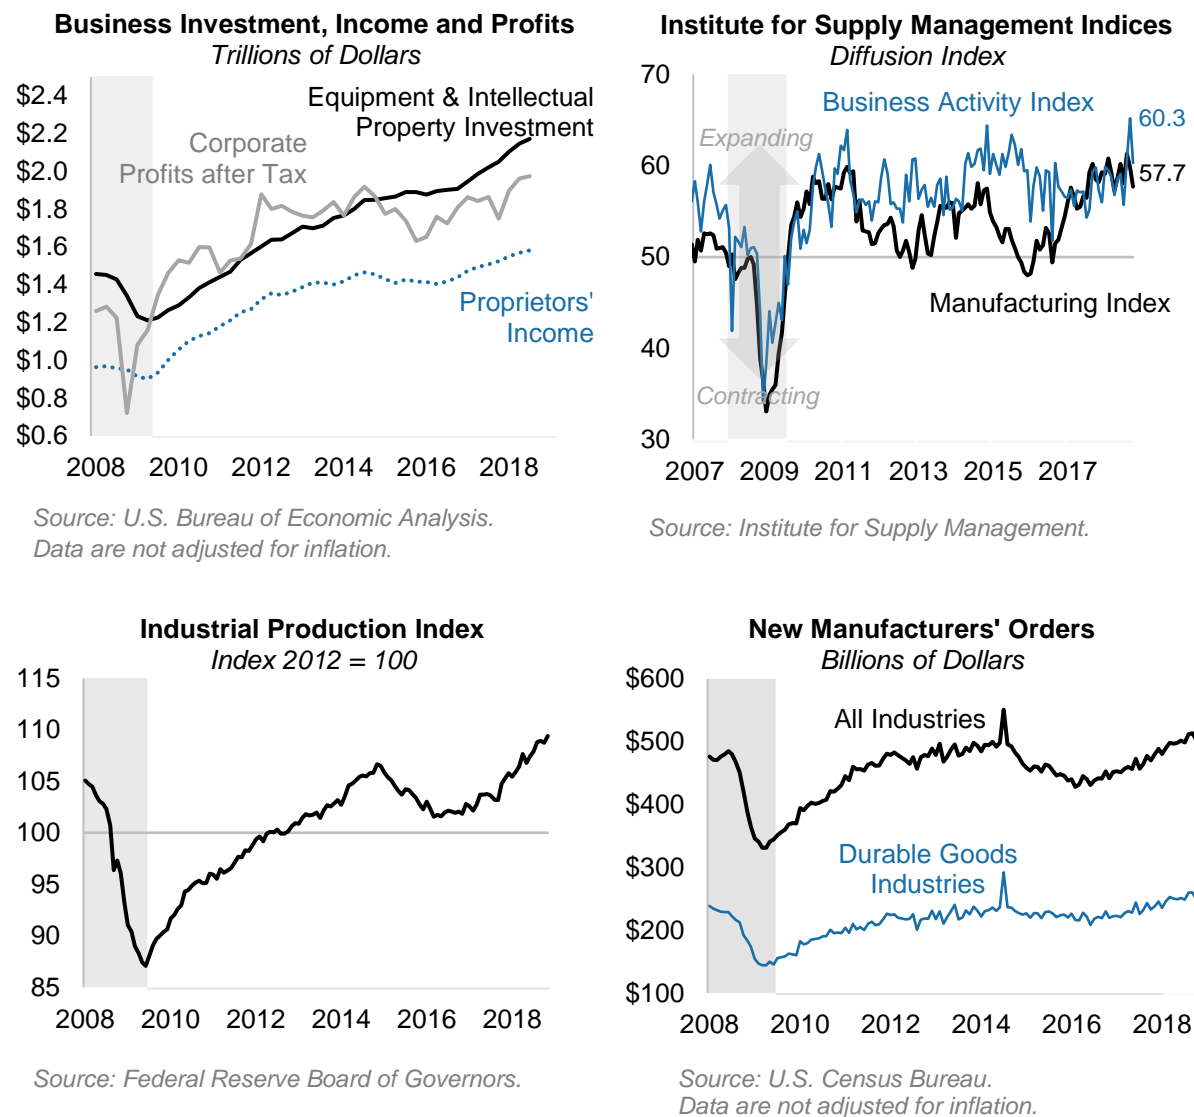 Business Investment, Income and Profits
Trillions of Dollars
$2.4
$2.2
$2.0
$1.8
$1.6
$1.4
$1.2
$1.0
$0.8
$0.6
Equipment & Intellectual
Property Investment
Corporate
Profits after Tax
Proprietors'
Income
2008 2010 2012 2014 2016 2018
Source: U.S. Bureau of Economic Analysis.
Data are not adjusted for inflation.
Institute for Supply Management Indices
Diffusion Index
70
60
50
40
30
Business Activity Index
60.3
Expanding
57.7
Manufacturing Index
Contracting
2007 2009 2011 2013 2015 2017
Source: Institute for Supply Management.
Industrial Production Index
Index 2012 = 100
115
110
105
100
95
90
85
2008 2010 2012 2014 2016 2018
Source: Federal Reserve Board of Governors.
New Manufacturers' Orders
Billions of Dollars
$600
$500
$400
$300
$200
$100
All Industries
Durable Goods
Industries
2008 2010 2012 2014 2016 2018
Source: U.S. Census Bureau.
Data are not adjusted for inflation.